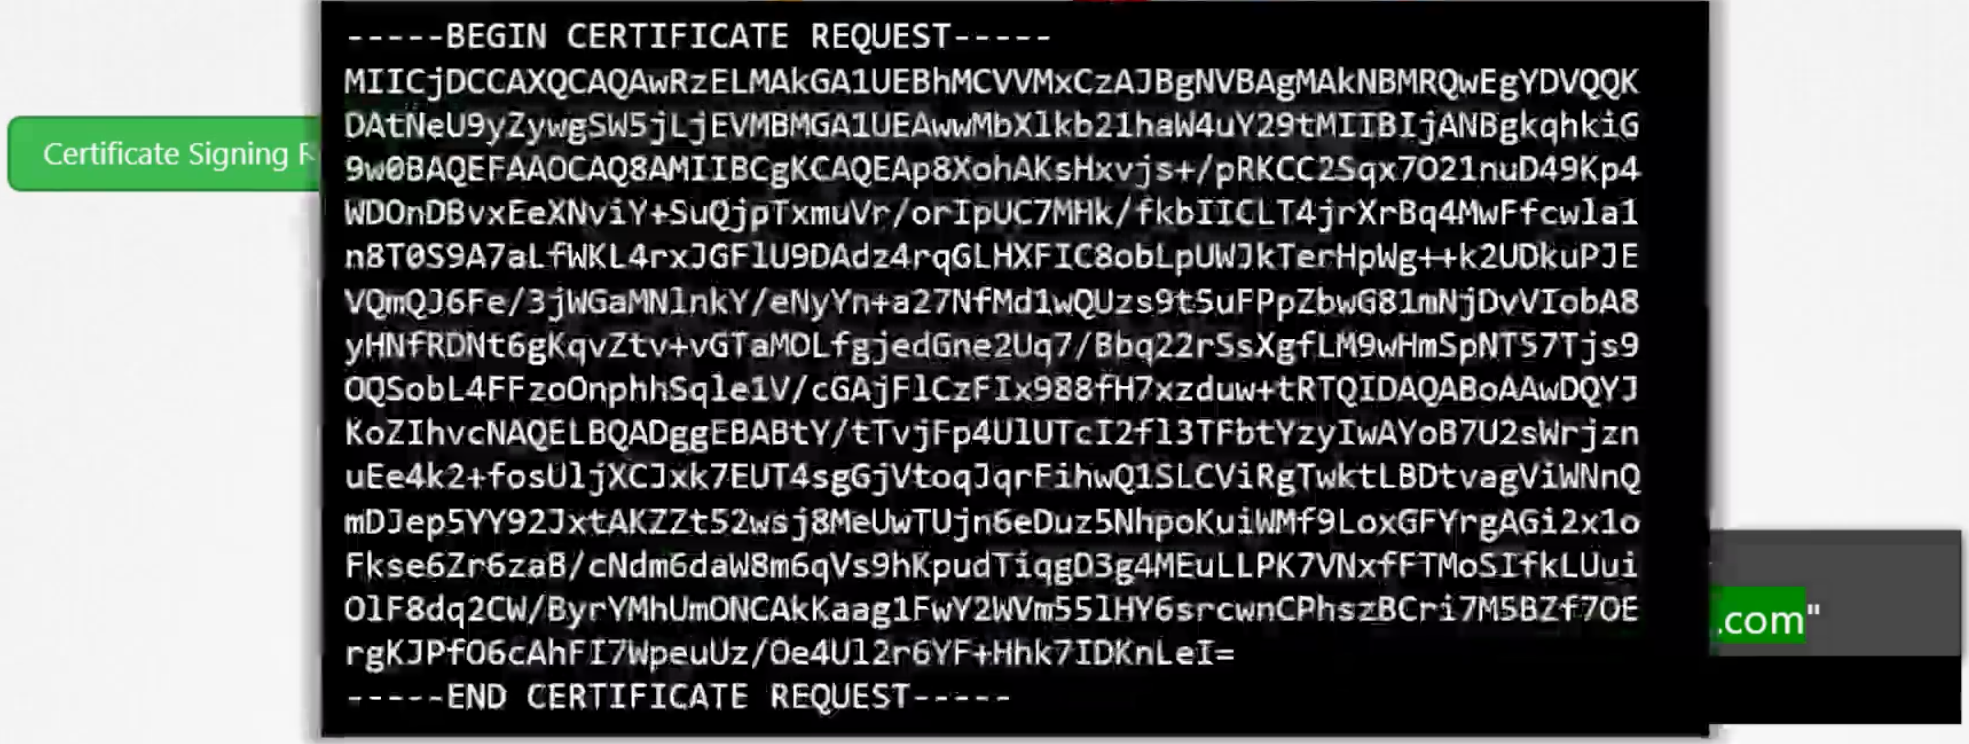 -----BEGIN CERTIFICATE REQUEST-----
MIICjDCCAXQCAQAwRzELMAkGA1UEBhMCVVMxCzAJBgNVBAgMAkNBMRQwEgYDVQQK
DAtNeU9yZywgSW5jLjEVMBMGA1UEAwwMbXlkb21haW4uY29tMIIBIjANBgkqhkiG
9w0BAQEFAAOCAQ8AMIIBCgKCAQEAp8XohAKsHxvjs+/pRKCC2Sqx7O21nuD49Kp4
WDOnDBvxEeXNviY+SuQjpTxmuVr/orIpUC7MHk/fkbIICLT4jrXrBq4MwFfcwla1
n8T0S9A7aLfWKL4rxJGFlU9DAdz4rqGLHXFIC8obLpUWJkTerHpWg++k2UDkuPJE
VQmQJ6Fe/3jWGaMNlnkY/eNyYn+a27NfMd1wQUzs9t5uFPpZbwG81mNjDvVIobA8
yHNfRDNt6gKqvZtv+vGTaMOLfgjedGne2Uq7/Bbq22rSsXgfLM9wHmSpNT57Tjs9
OQSobL4FFzoOnphhSqle1V/cGAjFlCzFIx988fH7xzduw+tRTQIDAQABoAAwDQYJ
KoZIhvcNAQELBQADggEBABtY/tTvjFp4UlUTcI2fl3TFbtYzyIwAYoB7U2sWrjzn
uEe4k2+fosUljXCJxk7EUT4sgGjVtoqJqrFihwQ1SLCViRgTwktLBDtvagViWNnQ
mDJep5YY92JxtAKZZt52wsj8MeUwTUjn6eDuz5NhpoKuiWMf9LoxGFYrgAGi2x1o
Fkse6Zr6zaB/cNdm6daW8m6qVs9hKpudTiqgD3g4MEuLLPK7VNxfFTMoSIfkLUui
OlF8dq2CW/ByrYMhUmONCAkKaag1FwY2WVm55lHY6srcwnCPhszBCri7M5BZf7OE
rgKJPfO6cAhFI7WpeuUz/Oe4Ul2r6YF+Hhk7IDKnLeI=
-----END CERTIFICATE REQUEST-----
Certificate Signing R
.com"